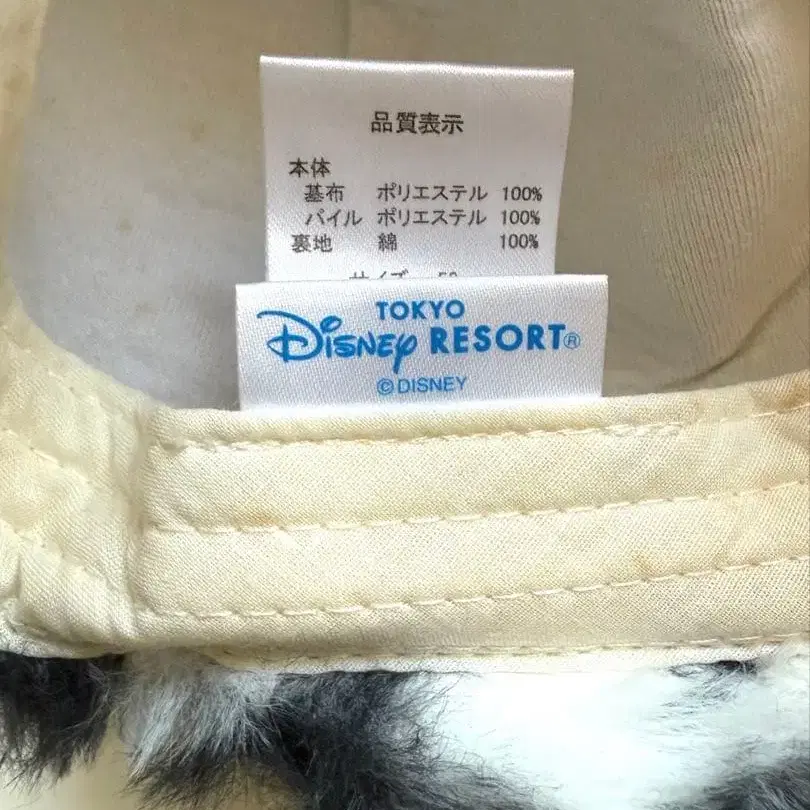 品質表示
本体
基布 ポリエステル 100%
パイル ポリエステル 100%
裏地 綿 100%
TOKYO
Disney RESORT®
©DISNEY